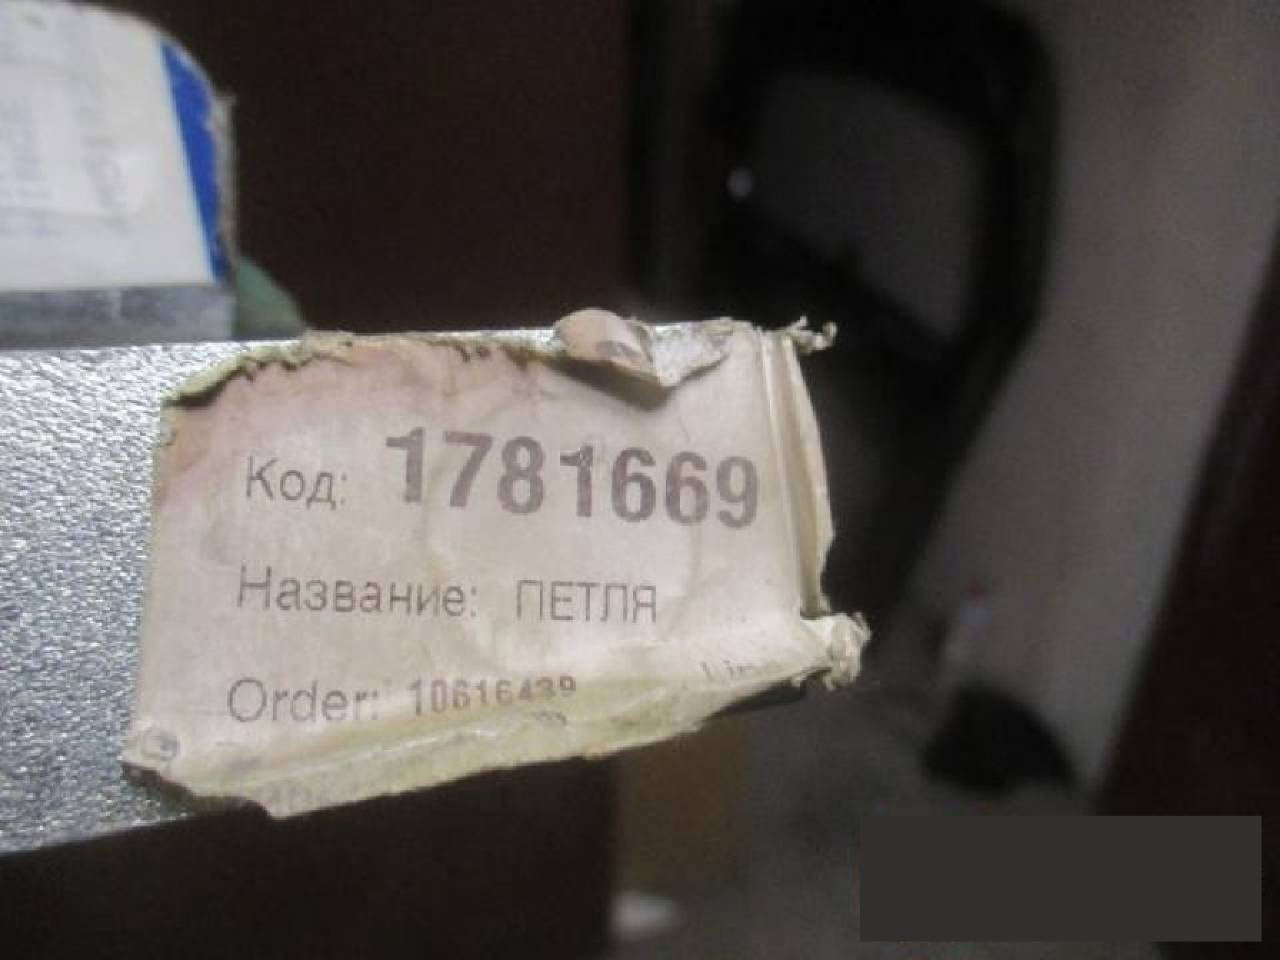 Код: 1781669
Название: ПЕТЛЯ
Order: 10616439